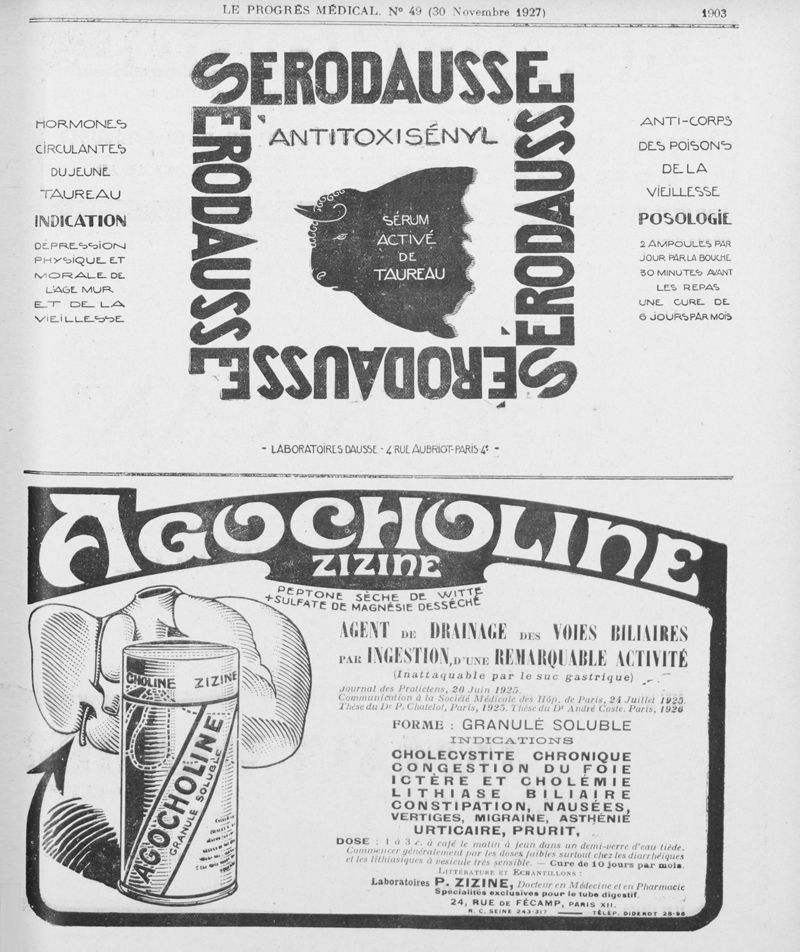 LE PROGRÈS MÉDICAL. N° 49 (30 Novembre 1927) 1903
SERODAUSSE
SERODAUSSE
SERODAUSSE
SÉRODAUSSE
ANTITOXISÉNYL
SÉRUM
ACTIVÉ
DE
TAUREAU
HORMONES
CIRCULANTES
DU JEUNE
TAUREAU
INDICATION
DÉPRESSION
PHYSIQUE ET
MORALE DE
L'AGE MUR
ET DE LA
VIEILLESSE
ANTI-CORPS
DES POISONS
DE LA
VIEILLESSE
POSOLOGIE
2 AMPOULES PAR
JOUR PAR LA BOUCHE
30 MINUTES AVANT
LES REPAS
UNE CURE DE
6 JOURS PAR MOIS
- LABORATOIRES DAUSSE - 4 RUE AUBRIOT-PARIS-4e -
AGOCHOLINE
ZIZINE
PEPTONE SÈCHE DE WITTE
+SULFATE DE MAGNÉSIE DESSÉCHÉ
CHOLINE ZIZINE
AGOCHOLINE
GRANULÉ SOLUBLE
AGENT DE DRAINAGE DES VOIES BILIAIRES
PAR INGESTION, D'UNE REMARQUABLE ACTIVITÉ
(Inattaquable par le suc gastrique)
Journal des Praticiens, 20 Juin 1925.
Communication à la Société Médicale des Hôp. de Paris, 24 Juillet 1925.
Thèse du Dr P. Chatelot, Paris, 1925. Thèse du Dr André Coste, Paris, 1926
FORME : GRANULÉ SOLUBLE
INDICATIONS
CHOLECYSTITE CHRONIQUE
CONGESTION DU FOIE
ICTÈRE ET CHOLÉMIE
LITHIASE BILIAIRE
CONSTIPATION, NAUSÉES,
VERTIGES, MIGRAINE, ASTHÉNIE
URTICAIRE, PRURIT,
DOSE : 1 à 3 c. à café le matin à jeun dans un demi-verre d'eau tiède.
Commencer généralement par les doses faibles surtout chez les diarrhéiques
et les lithiasiques à vésicule très sensible. — Cure de 10 jours par mois.
LITTÉRATURE ET ECHANTILLONS :
Laboratoires P. ZIZINE, Docteur en Médecine et en Pharmacie
Spécialités exclusives pour le tube digestif.
24, RUE DE FÉCAMP, PARIS XII.
R. C. SEINE 243-317 — TÉLÉP. DIDEROT 28-96